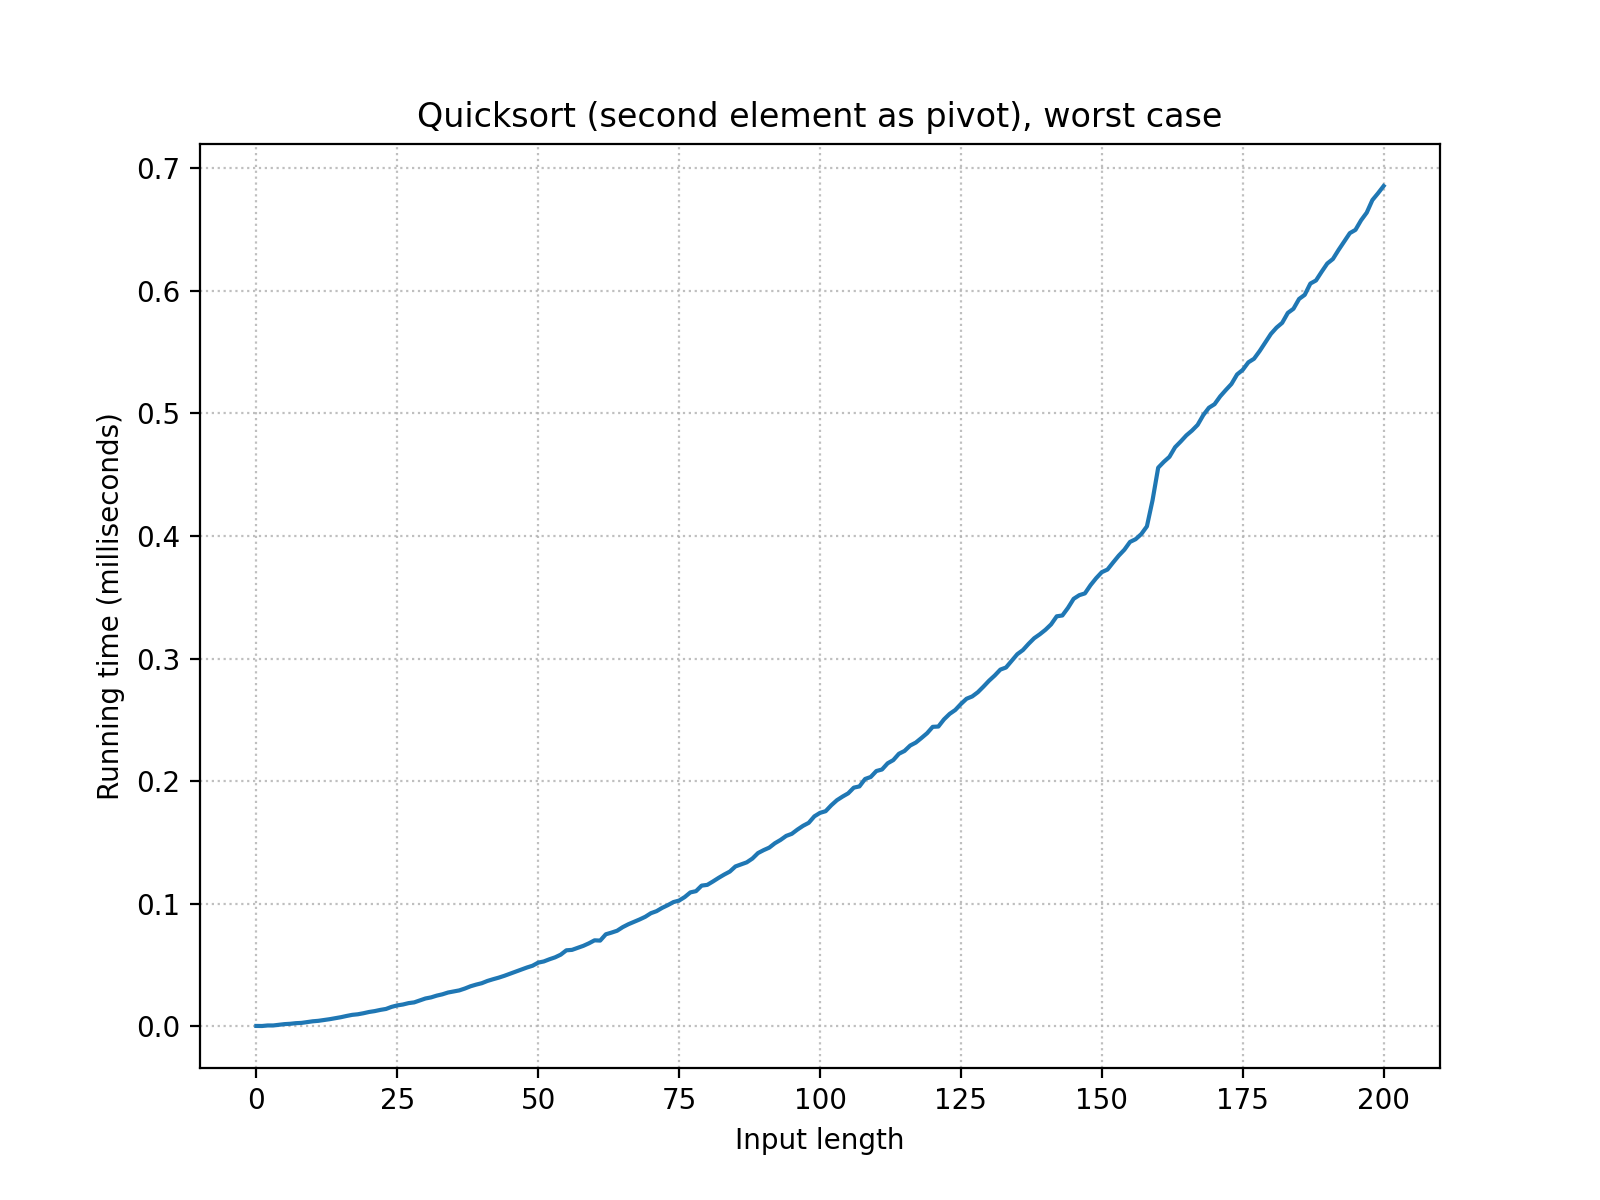 Quicksort (second element as pivot), worst case
0.7
0.6
0.5
0.4
0.3
0.2
0.1
0.0
Running time (milliseconds)
0 25 50 75 100 125 150 175 200
Input length